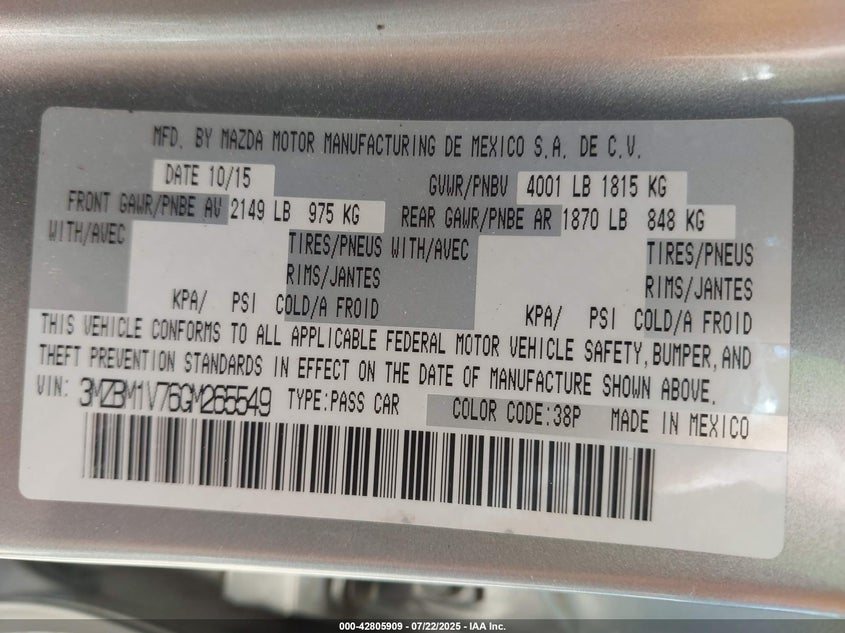 MFD. BY MAZDA MOTOR MANUFACTURING DE MEXICO S.A. DE C.V.
DATE 10/15 GVWR/PNBV 4001 LB 1815 KG
FRONT GAWR/PNBE AV 2149 LB 975 KG REAR GAWR/PNBE AR 1870 LB 848 KG
WITH/AVEC TIRES/PNEUS WITH/AVEC TIRES/PNEUS
RIMS/JANTES RIMS/JANTES
KPA/ PSI COLD/A FROID KPA/ PSI COLD/A FROID
THIS VEHICLE CONFORMS TO ALL APPLICABLE FEDERAL MOTOR VEHICLE SAFETY, BUMPER, AND
THEFT PREVENTION STANDARDS IN EFFECT ON THE DATE OF MANUFACTURE SHOWN ABOVE.
VIN: 3MZBM1V76GM265549 TYPE:PASS CAR COLOR CODE:38P MADE IN MEXICO
000-42805909 - 07/22/2025 - IAA Inc.